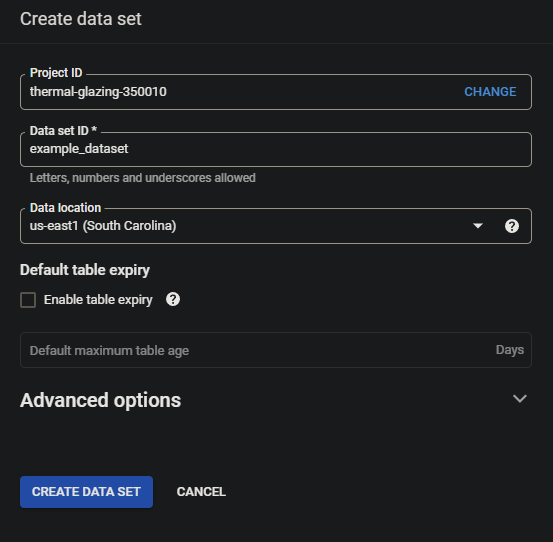 Create data set
Project ID
thermal-glazing-350010
CHANGE
Data set ID *
example_dataset
Letters, numbers and underscores allowed
Data location
us-east1 (South Carolina)
?
Default table expiry
Enable table expiry ?
Default maximum table age
Days
Advanced options
CREATE DATA SET
CANCEL